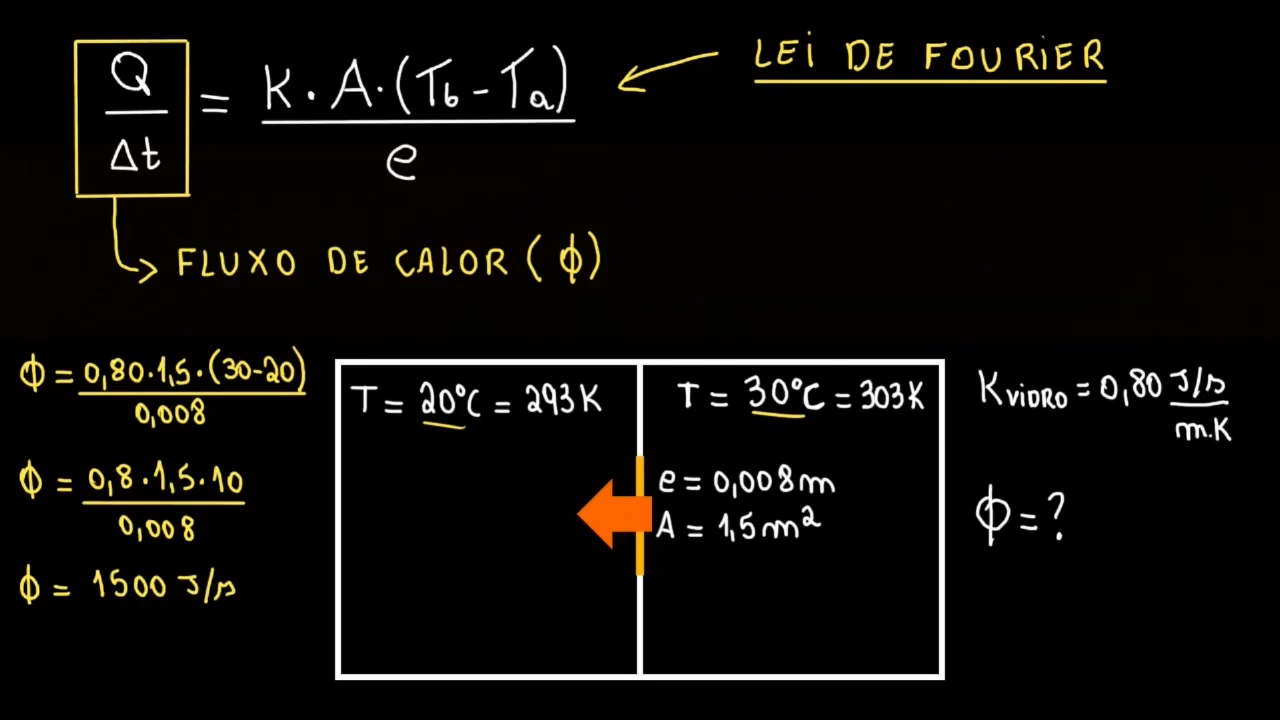 Q/Δt = K·A·(Tb - Ta)/e
LEI DE FOURIER
FLUXO DE CALOR (ϕ)
ϕ = 0,80·1,5·(30-20)/0,008
ϕ = 0,8·1,5·10/0,008
ϕ = 1500 J/s
T = 20°C = 293K
T = 30°C = 303K
e = 0,008m
A = 1,5m²
KVIDRO = 0,80 J/s/m.K
ϕ = ?